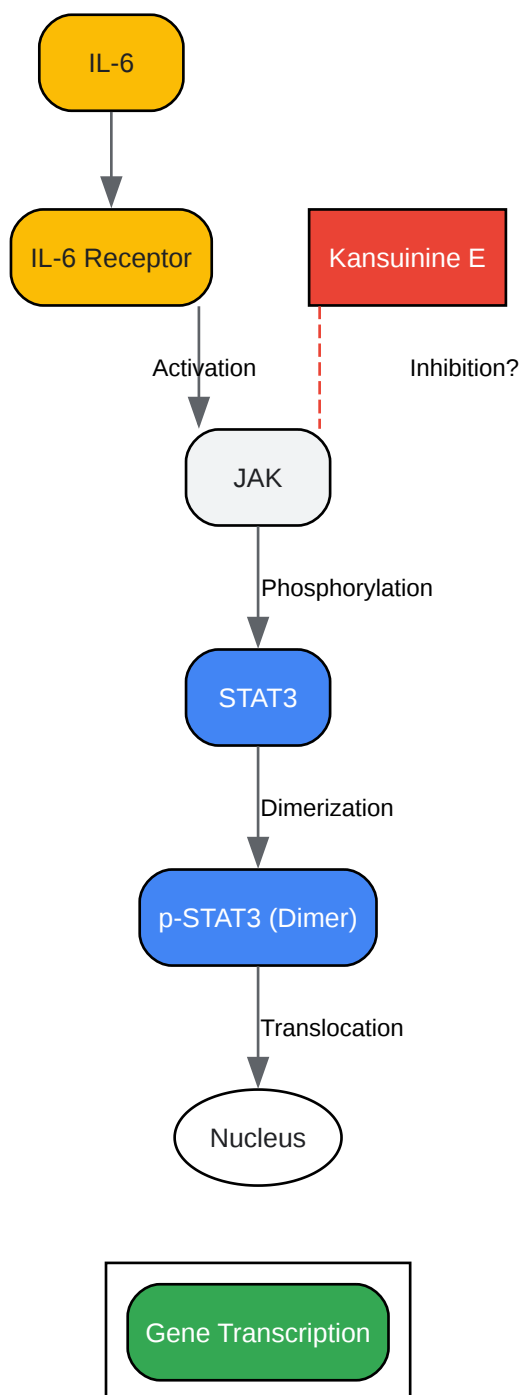 IL-6
IL-6 Receptor
Kansuinine E
Activation
Inhibition?
JAK
Phosphorylation
STAT3
Dimerization
p-STAT3 (Dimer)
Translocation
Nucleus
Gene Transcription